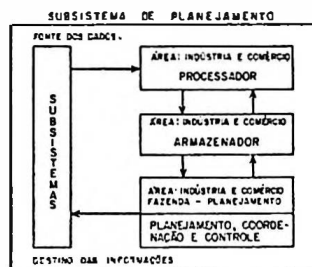 SUBSISTEMA DE PLANEJAMENTO
FONTE DOS DADOS.
SUBSISTEMAS
ÁREA: INDÚSTRIA E COMÉRCIO
PROCESSADOR
ÁREA: INDÚSTRIA E COMÉRCIO
ARMAZENADOR
ÁREA: INDÚSTRIA E COMÉRCIO
FAZENDA - PLANEJAMENTO
PLANEJAMENTO, COORDE-
NAÇÃO E CONTROLE
DESTINO DAS INFORMAÇÕES